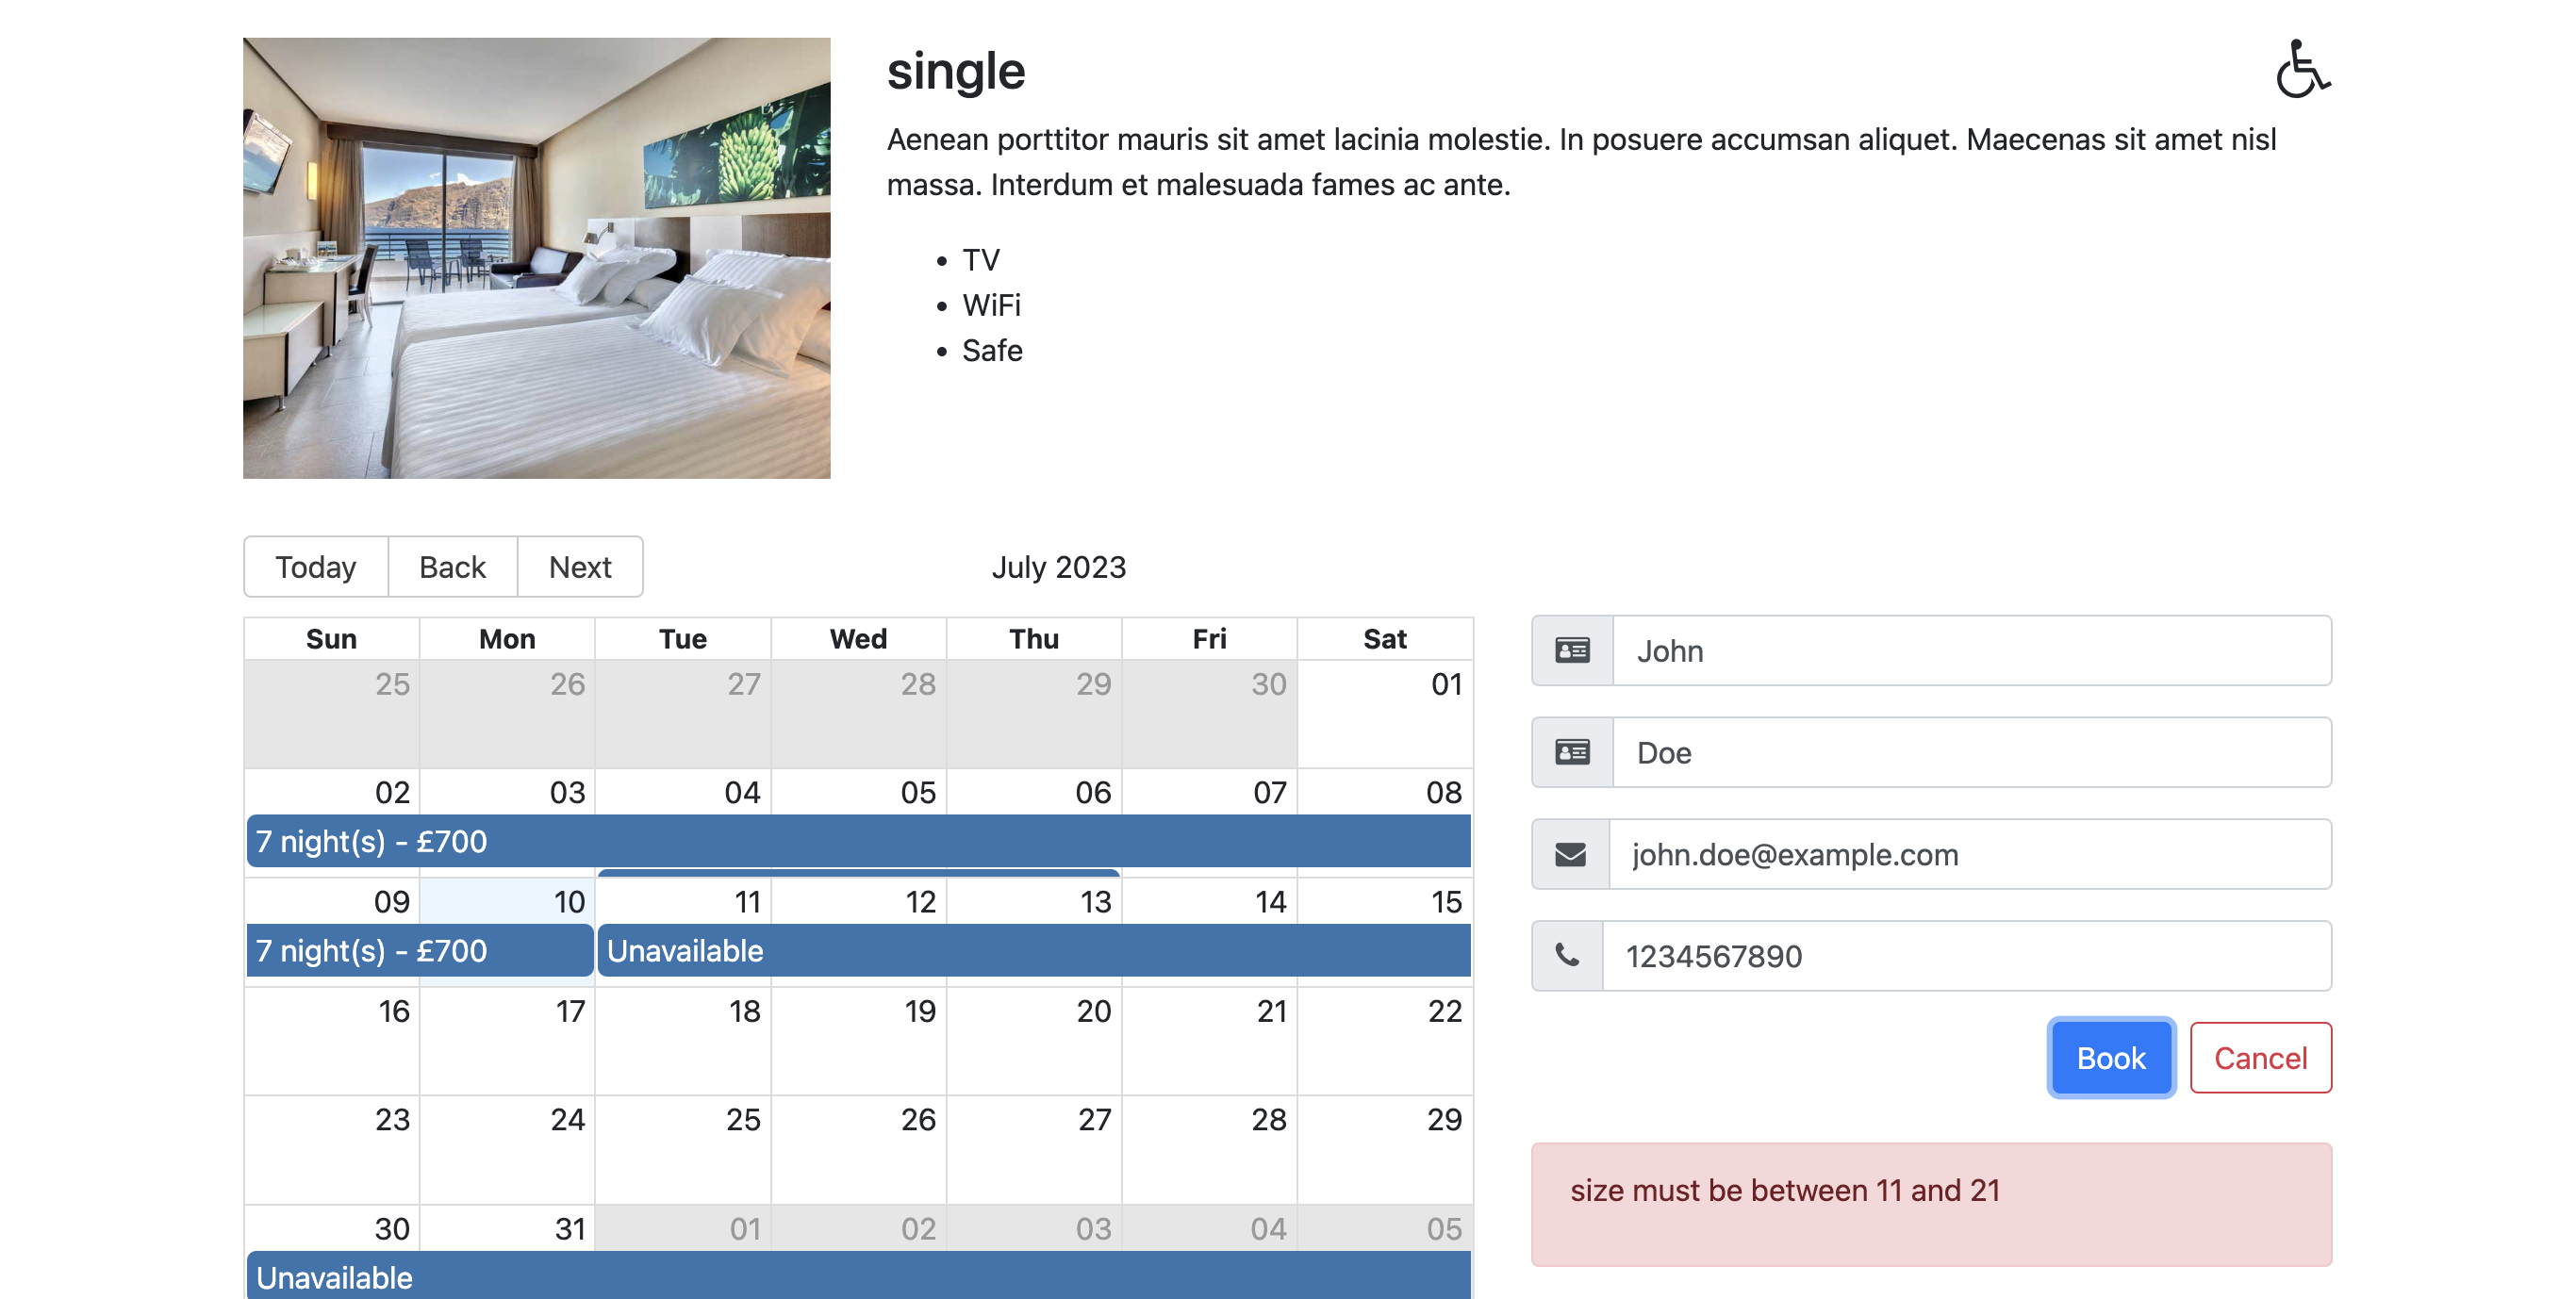 single
Aenean porttitor mauris sit amet lacinia molestie. In posuere accumsan aliquet. Maecenas sit amet nisl
massa. Interdum et malesuada fames ac ante.
• TV
• WiFi
• Safe
Today Back Next
July 2023
Sun Mon Tue Wed Thu Fri Sat
25 26 27 28 29 30 01
02 03 04 05 06 07 08
7 night(s) - £700
09 10 11 12 13 14 15
7 night(s) - £700 Unavailable
16 17 18 19 20 21 22
23 24 25 26 27 28 29
30 31 01 02 03 04 05
Unavailable
John
Doe
john.doe@example.com
1234567890
Book Cancel
size must be between 11 and 21